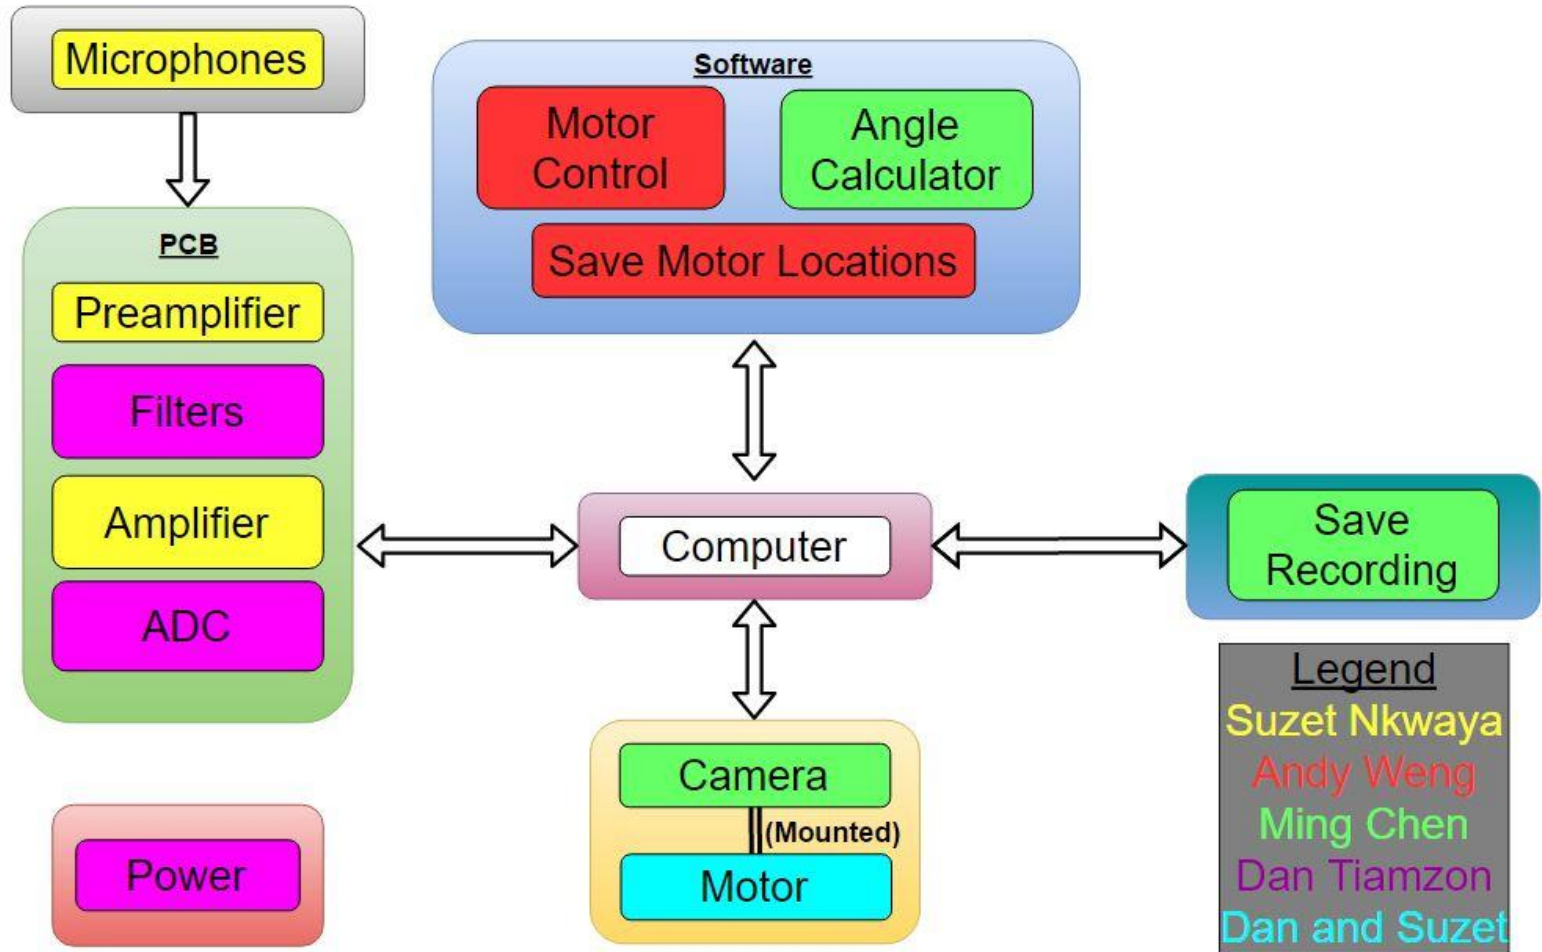 Microphones
PCB
Preamplifier
Filters
Amplifier
ADC
Power
Software
Motor
Control
Angle
Calculator
Save Motor Locations
Computer
Camera
(Mounted)
Motor
Save
Recording
Legend
Suzet Nkwaya
Andy Weng
Ming Chen
Dan Tiamzon
Dan and Suzet